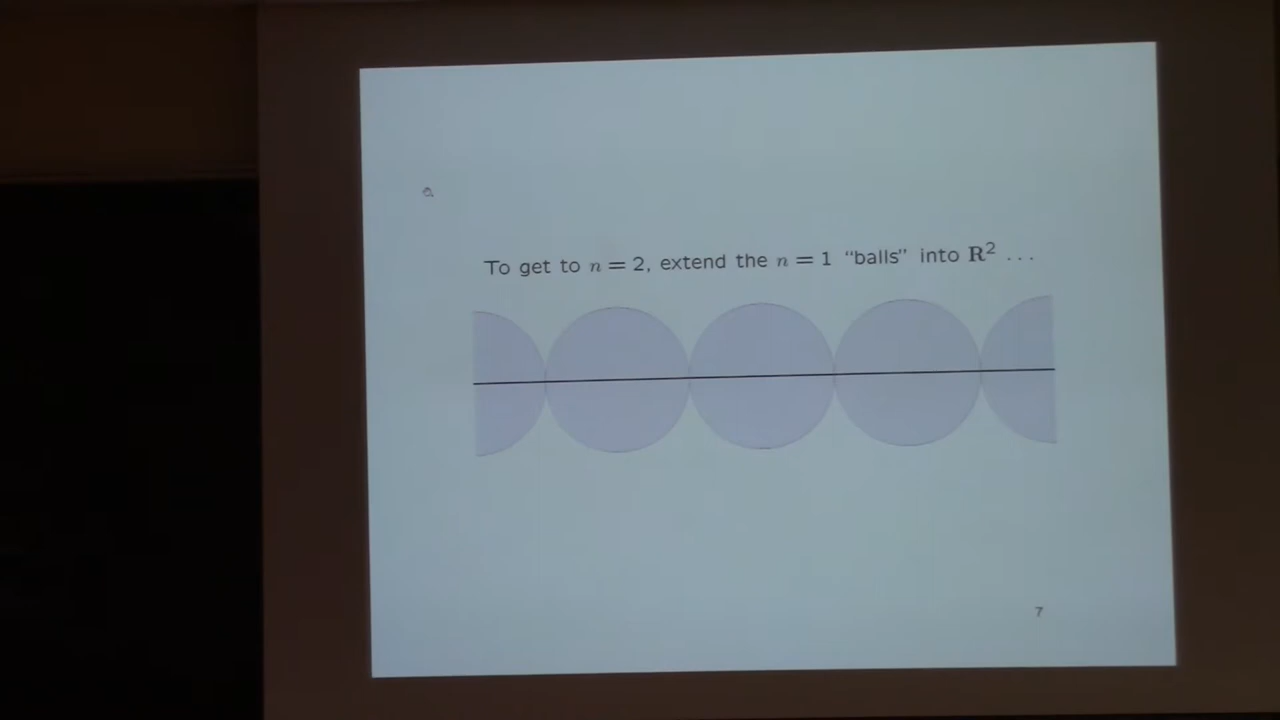 To get to n = 2, extend the n = 1 “balls” into R² ...
7